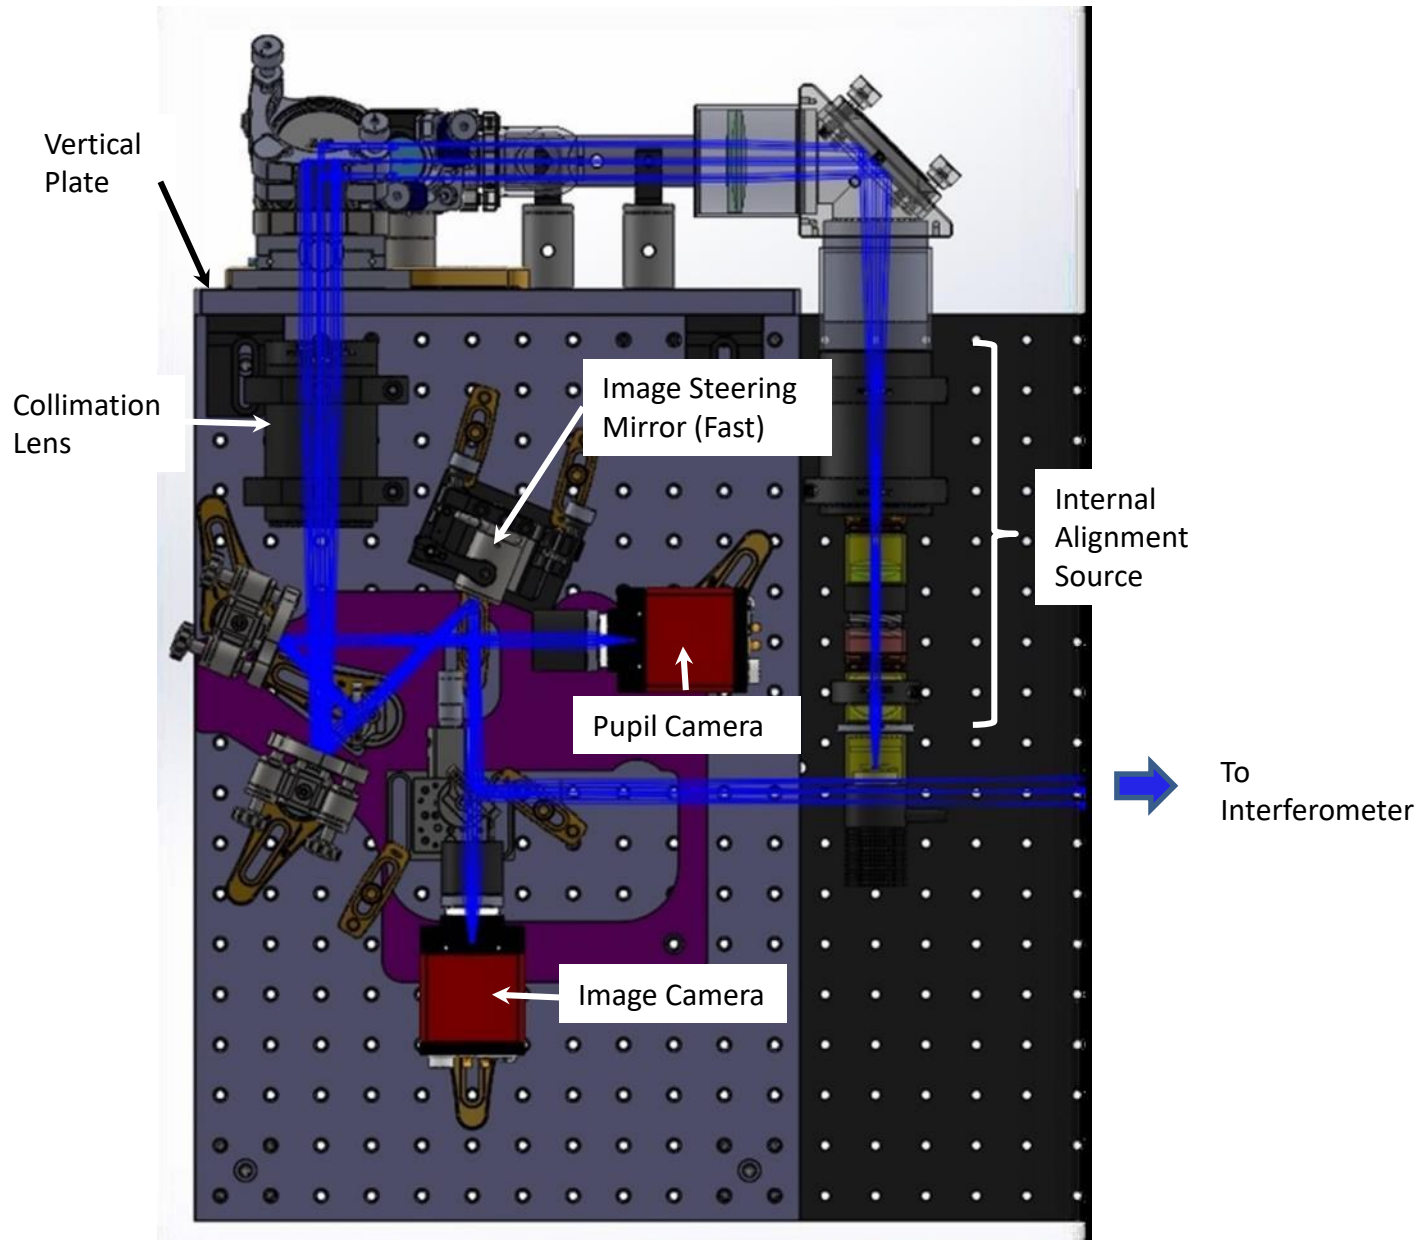 Vertical
Plate
Collimation
Lens
Image Steering
Mirror (Fast)
Internal
Alignment
Source
Pupil Camera
To
Interferometer
Image Camera